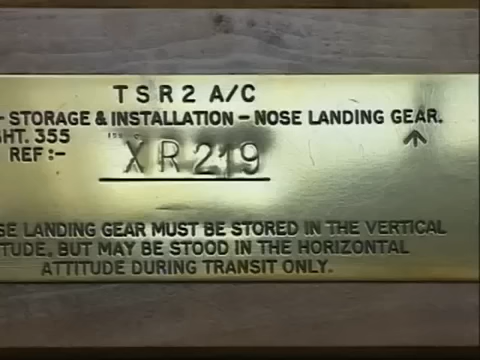 TSR2 A/C
- STORAGE & INSTALLATION - NOSE LANDING GEAR.
GHT. 355
REF :- XR219
SE LANDING GEAR MUST BE STORED IN THE VERTICAL
TUDE, BUT MAY BE STOOD IN THE HORIZONTAL
ATTITUDE DURING TRANSIT ONLY.